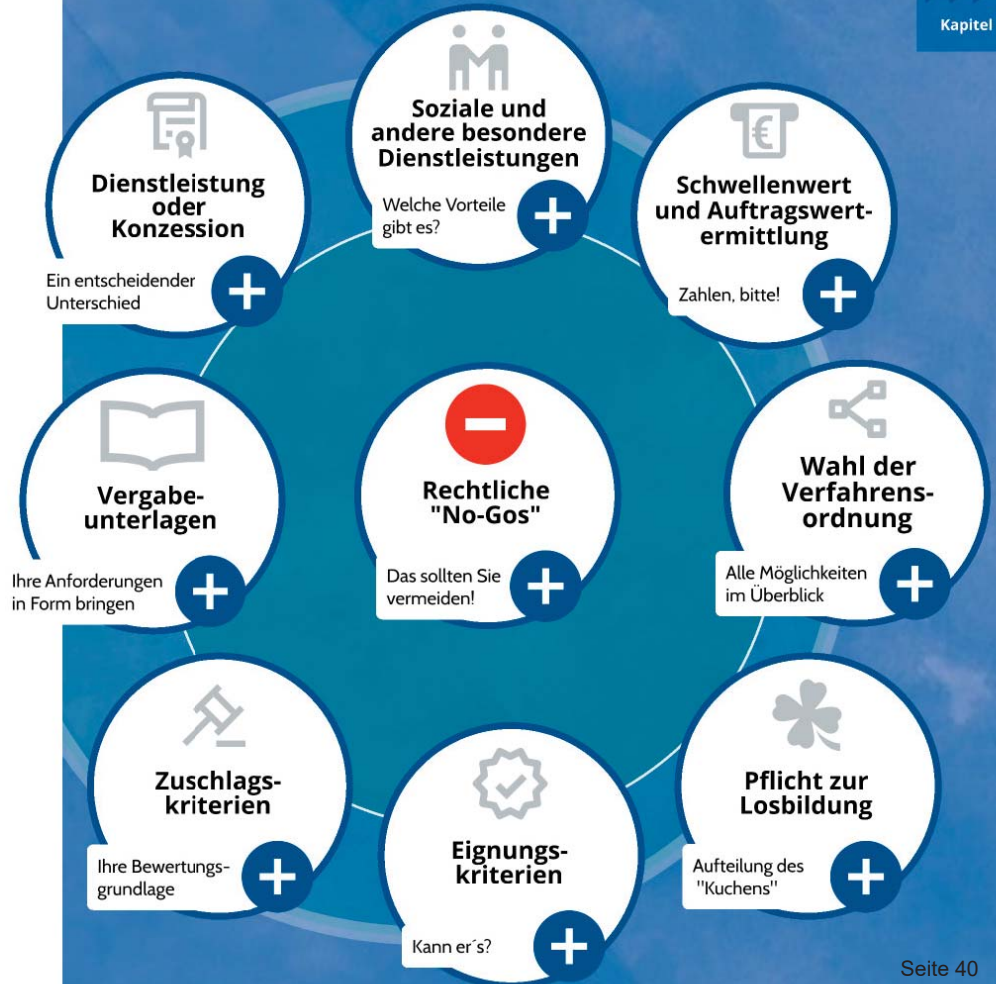 Kapitel
Soziale und
andere besondere
Dienstleistungen
Welche Vorteile
gibt es?
Dienstleistung
oder
Konzession
Ein entscheidender
Unterschied
€
Schwellenwert
und Auftragswert-
ermittlung
Zahlen, bitte!
Vergabe-
unterlagen
Ihre Anforderungen
in Form bringen
Rechtliche
"No-Gos"
Das sollten Sie
vermeiden!
Wahl der
Verfahrens-
ordnung
Alle Möglichkeiten
im Überblick
Zuschlags-
kriterien
Ihre Bewertungs-
grundlage
Eignungs-
kriterien
Kann er´s?
Pflicht zur
Losbildung
Aufteilung des
"Kuchens"
Seite 40